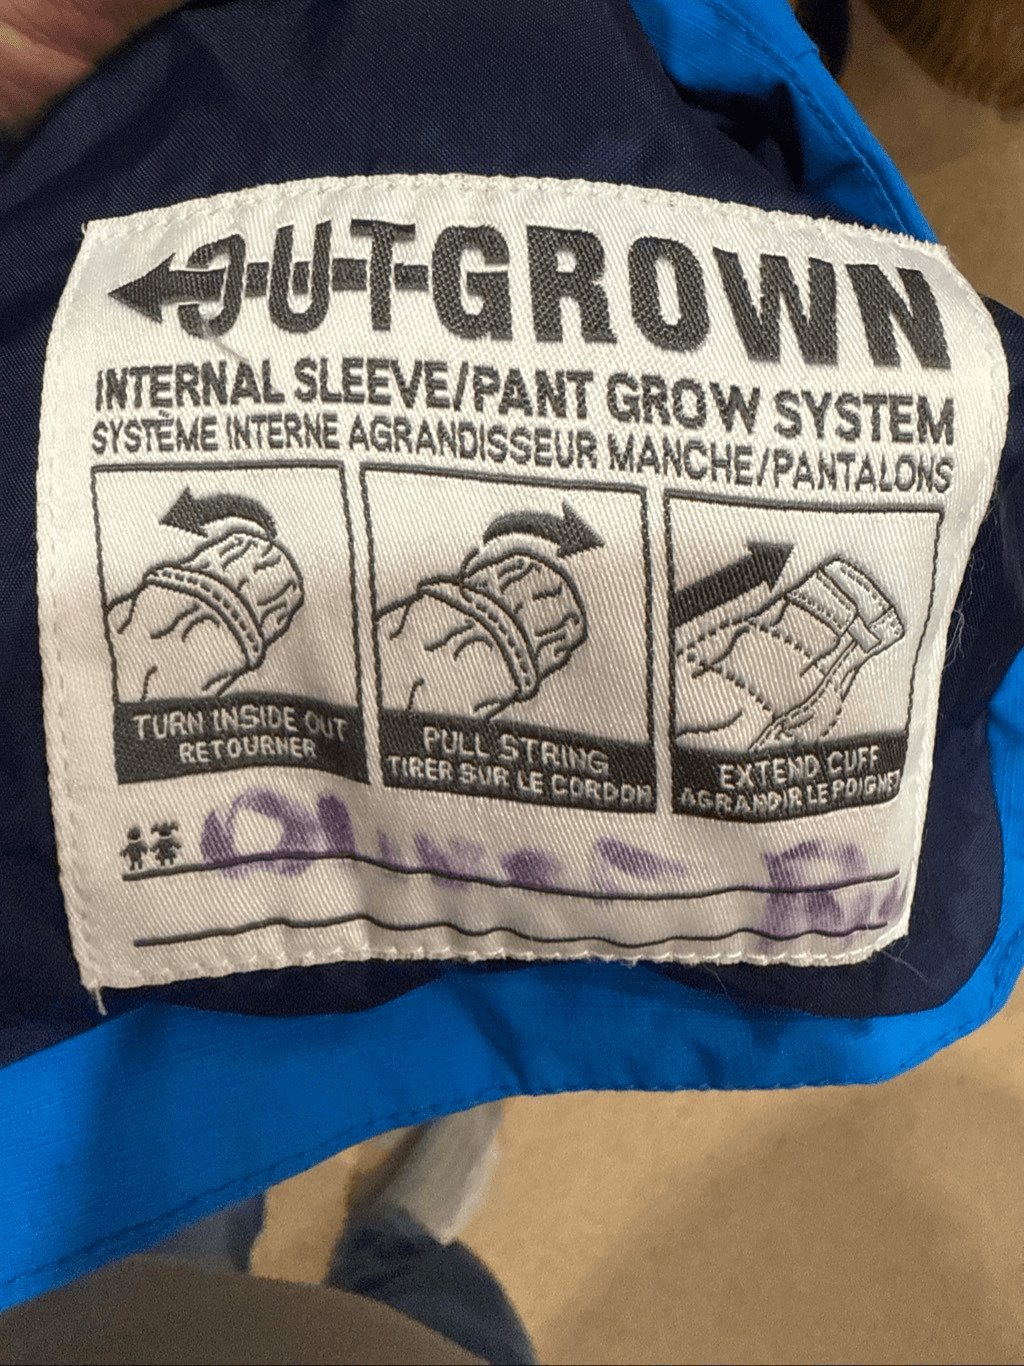 OUTGROWN
INTERNAL SLEEVE/PANT GROW SYSTEM
SYSTÈME INTERNE AGRANDISSEUR MANCHE/PANTALONS
TURN INSIDE OUT
RETOURNER
PULL STRING
TIRER SUR LE CORDON
EXTEND CUFF
AGRANDIR LE POIGNET